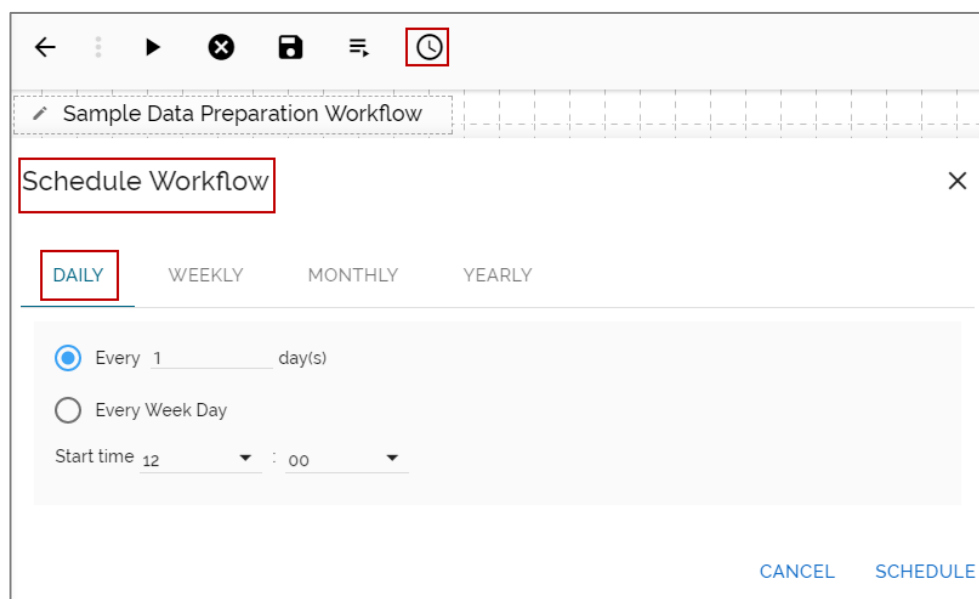 Sample Data Preparation Workflow
Schedule Workflow
DAILY WEEKLY MONTHLY YEARLY
Every 1 day(s)
Every Week Day
Start time 12 : 00
CANCEL SCHEDULE